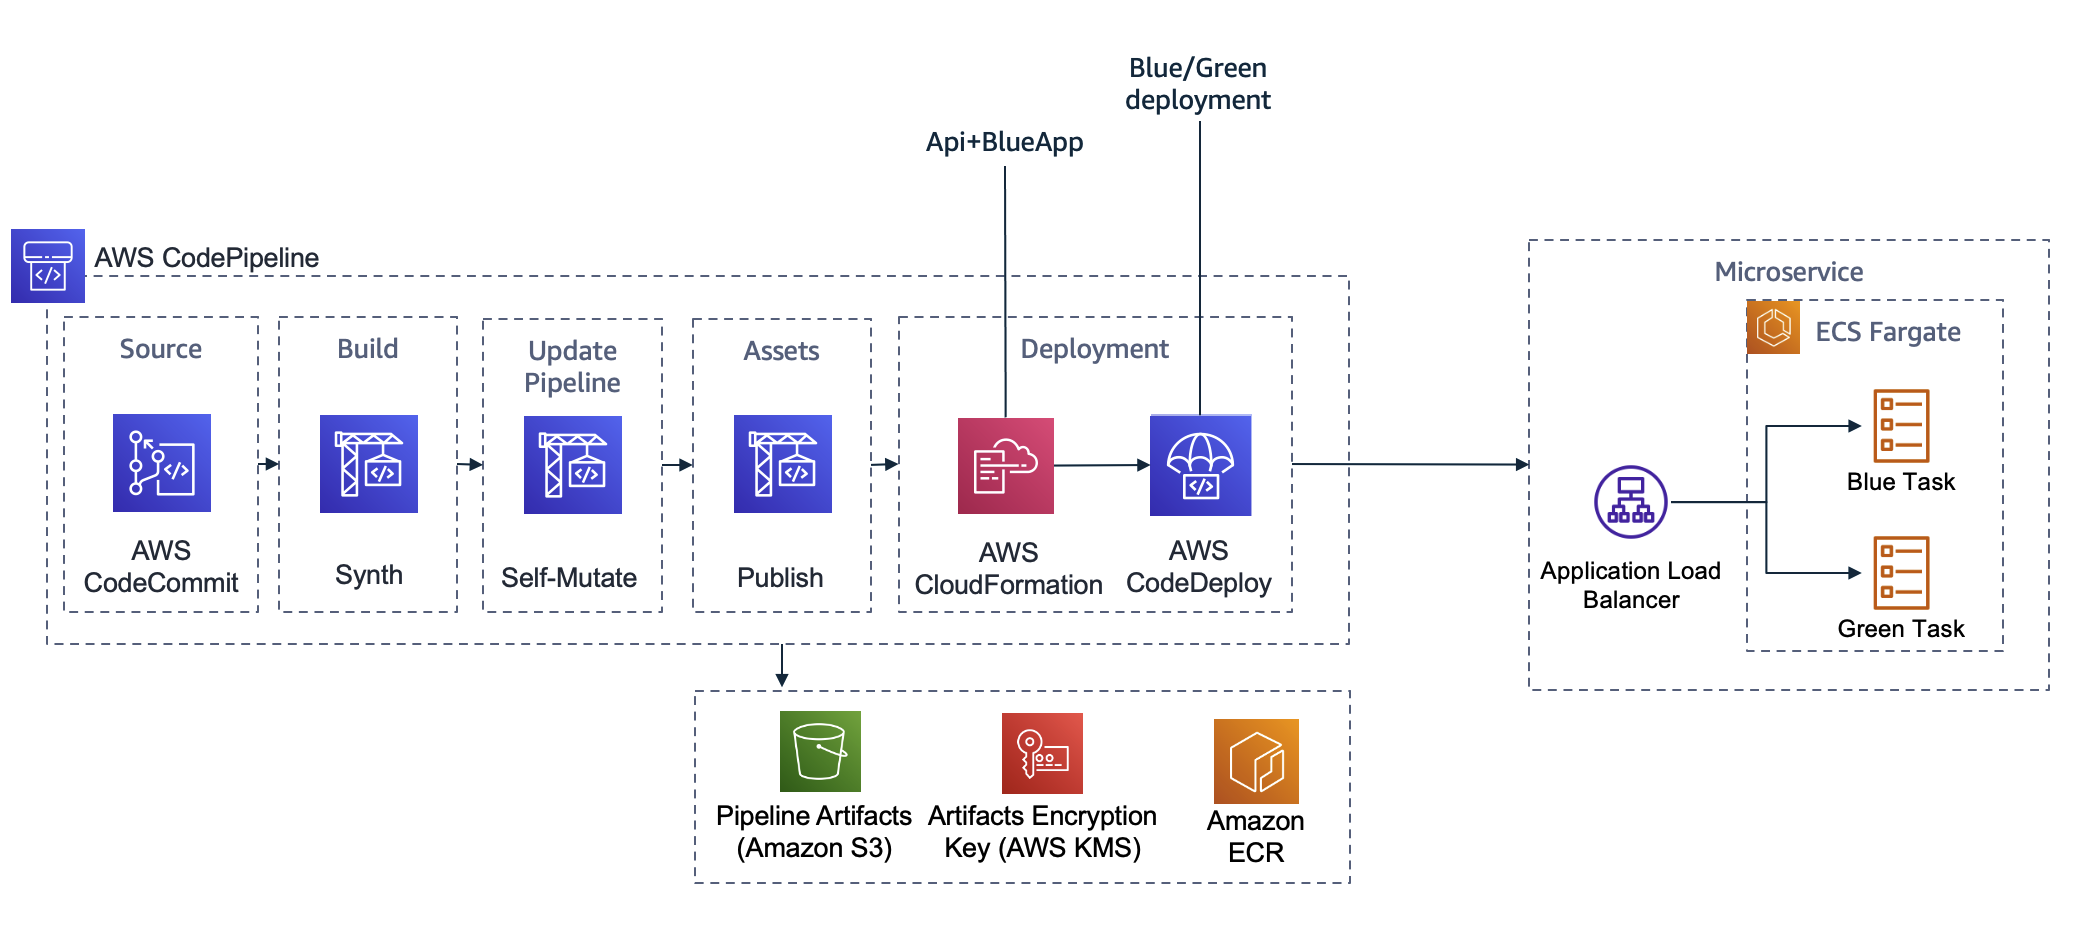 Blue/Green
deployment
Api+BlueApp
AWS CodePipeline
Source
AWS
CodeCommit
Build
Synth
Update
Pipeline
Self-Mutate
Assets
Publish
Deployment
AWS
CloudFormation
AWS
CodeDeploy
Microservice
ECS Fargate
Application Load
Balancer
Blue Task
Green Task
Pipeline Artifacts
(Amazon S3)
Artifacts Encryption
Key (AWS KMS)
Amazon
ECR